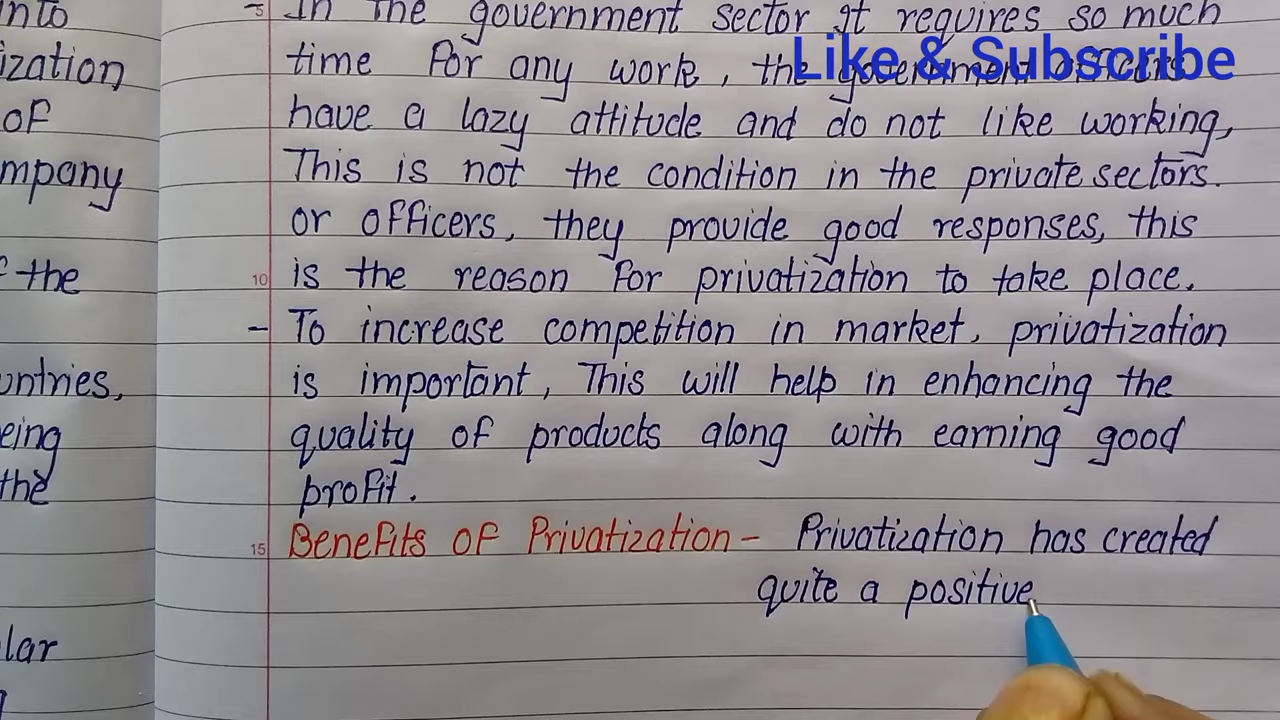 into
ization
of
mpany
the
untries,
eing
the
lar
5 - In the government sector It requires so much
time For any work, the government officers
Like & Subscribe
have a lazy attitude and do not like working,
This is not the condition in the private sectors.
or officers, they provide good responses, this
10 is the reason for privatization to take place.
- To increase competition in market, privatization
is important, This will help in enhancing the
quality of products along with earning good
profit.
15 Benefits of Privatization - Privatization has created
quite a positive